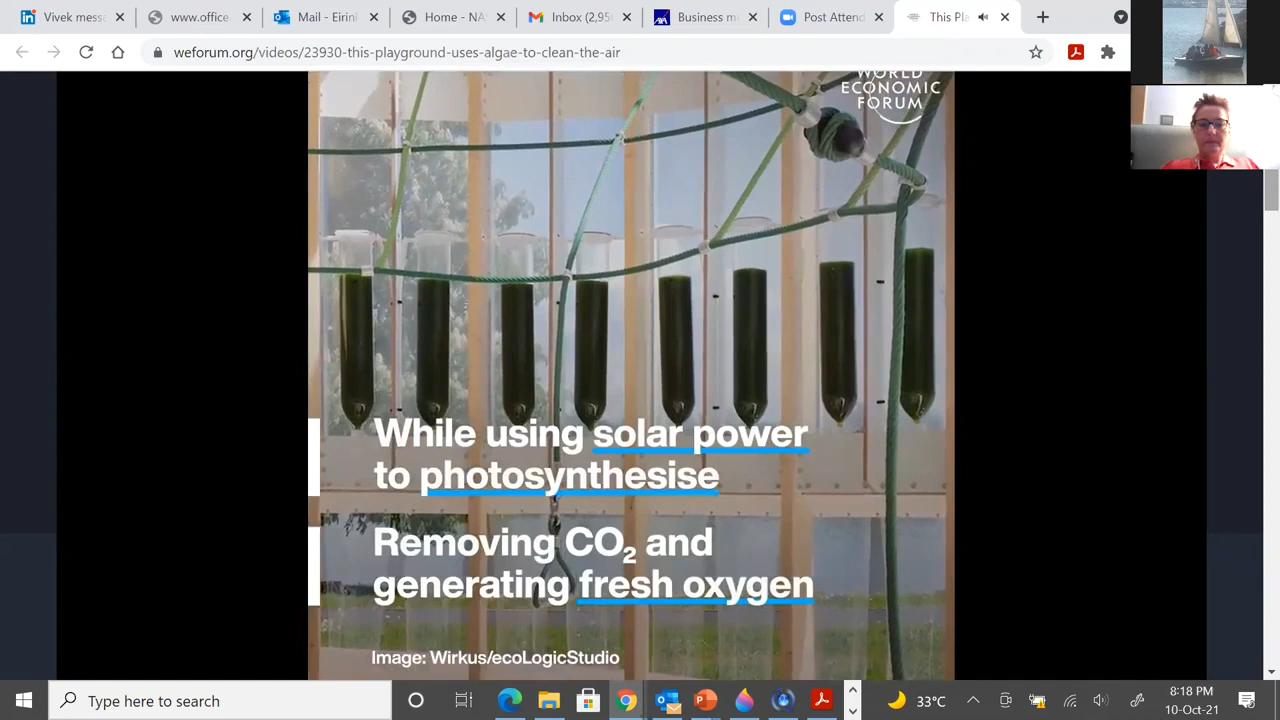 Vivek mess
www.office
Mail - Eirin
Home - NA
Inbox (2,95
Business m
Post Attend
This Pla
weforum.org/videos/23930-this-playground-uses-algae-to-clean-the-air
WORLD
ECONOMIC
FORUM
While using solar power
to photosynthesise
Removing CO₂ and
generating fresh oxygen
Image: Wirkus/ecoLogicStudio
Type here to search
33°C
8:18 PM
10-Oct-21